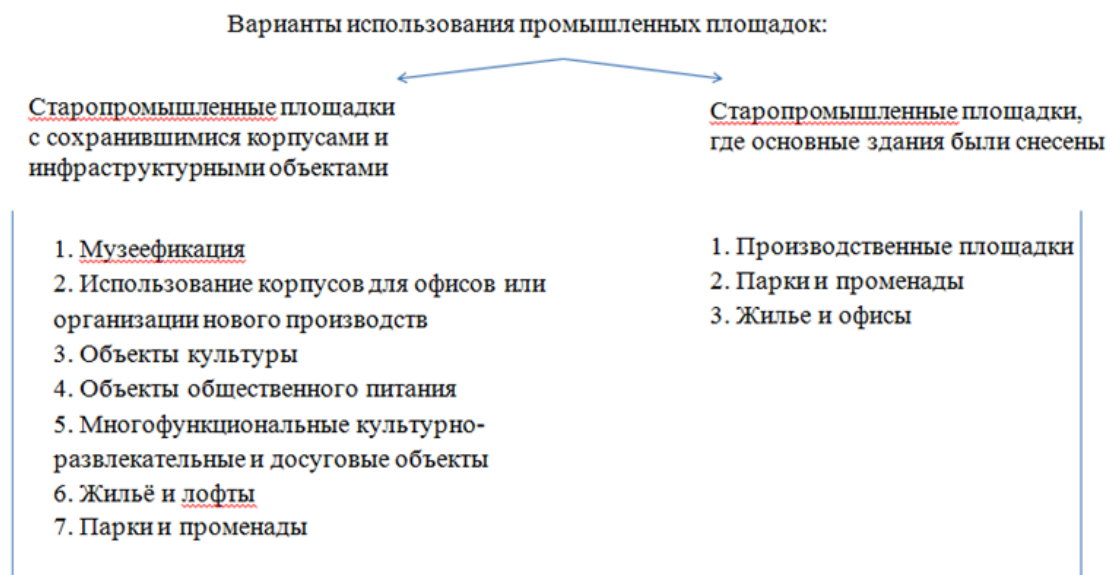 Варианты использования промышленных площадок:
Старопромышленные площадки
с сохранившимися корпусами и
инфраструктурными объектами
1. Музеефикация
2. Использование корпусов для офисов или
организации нового производств
3. Объекты культуры
4. Объекты общественного питания
5. Многофункциональные культурно-
развлекательные и досуговые объекты
6. Жильё и лофты
7. Парки и променады
Старопромышленные площадки,
где основные здания были снесены
1. Производственные площадки
2. Парки и променады
3. Жилье и офисы